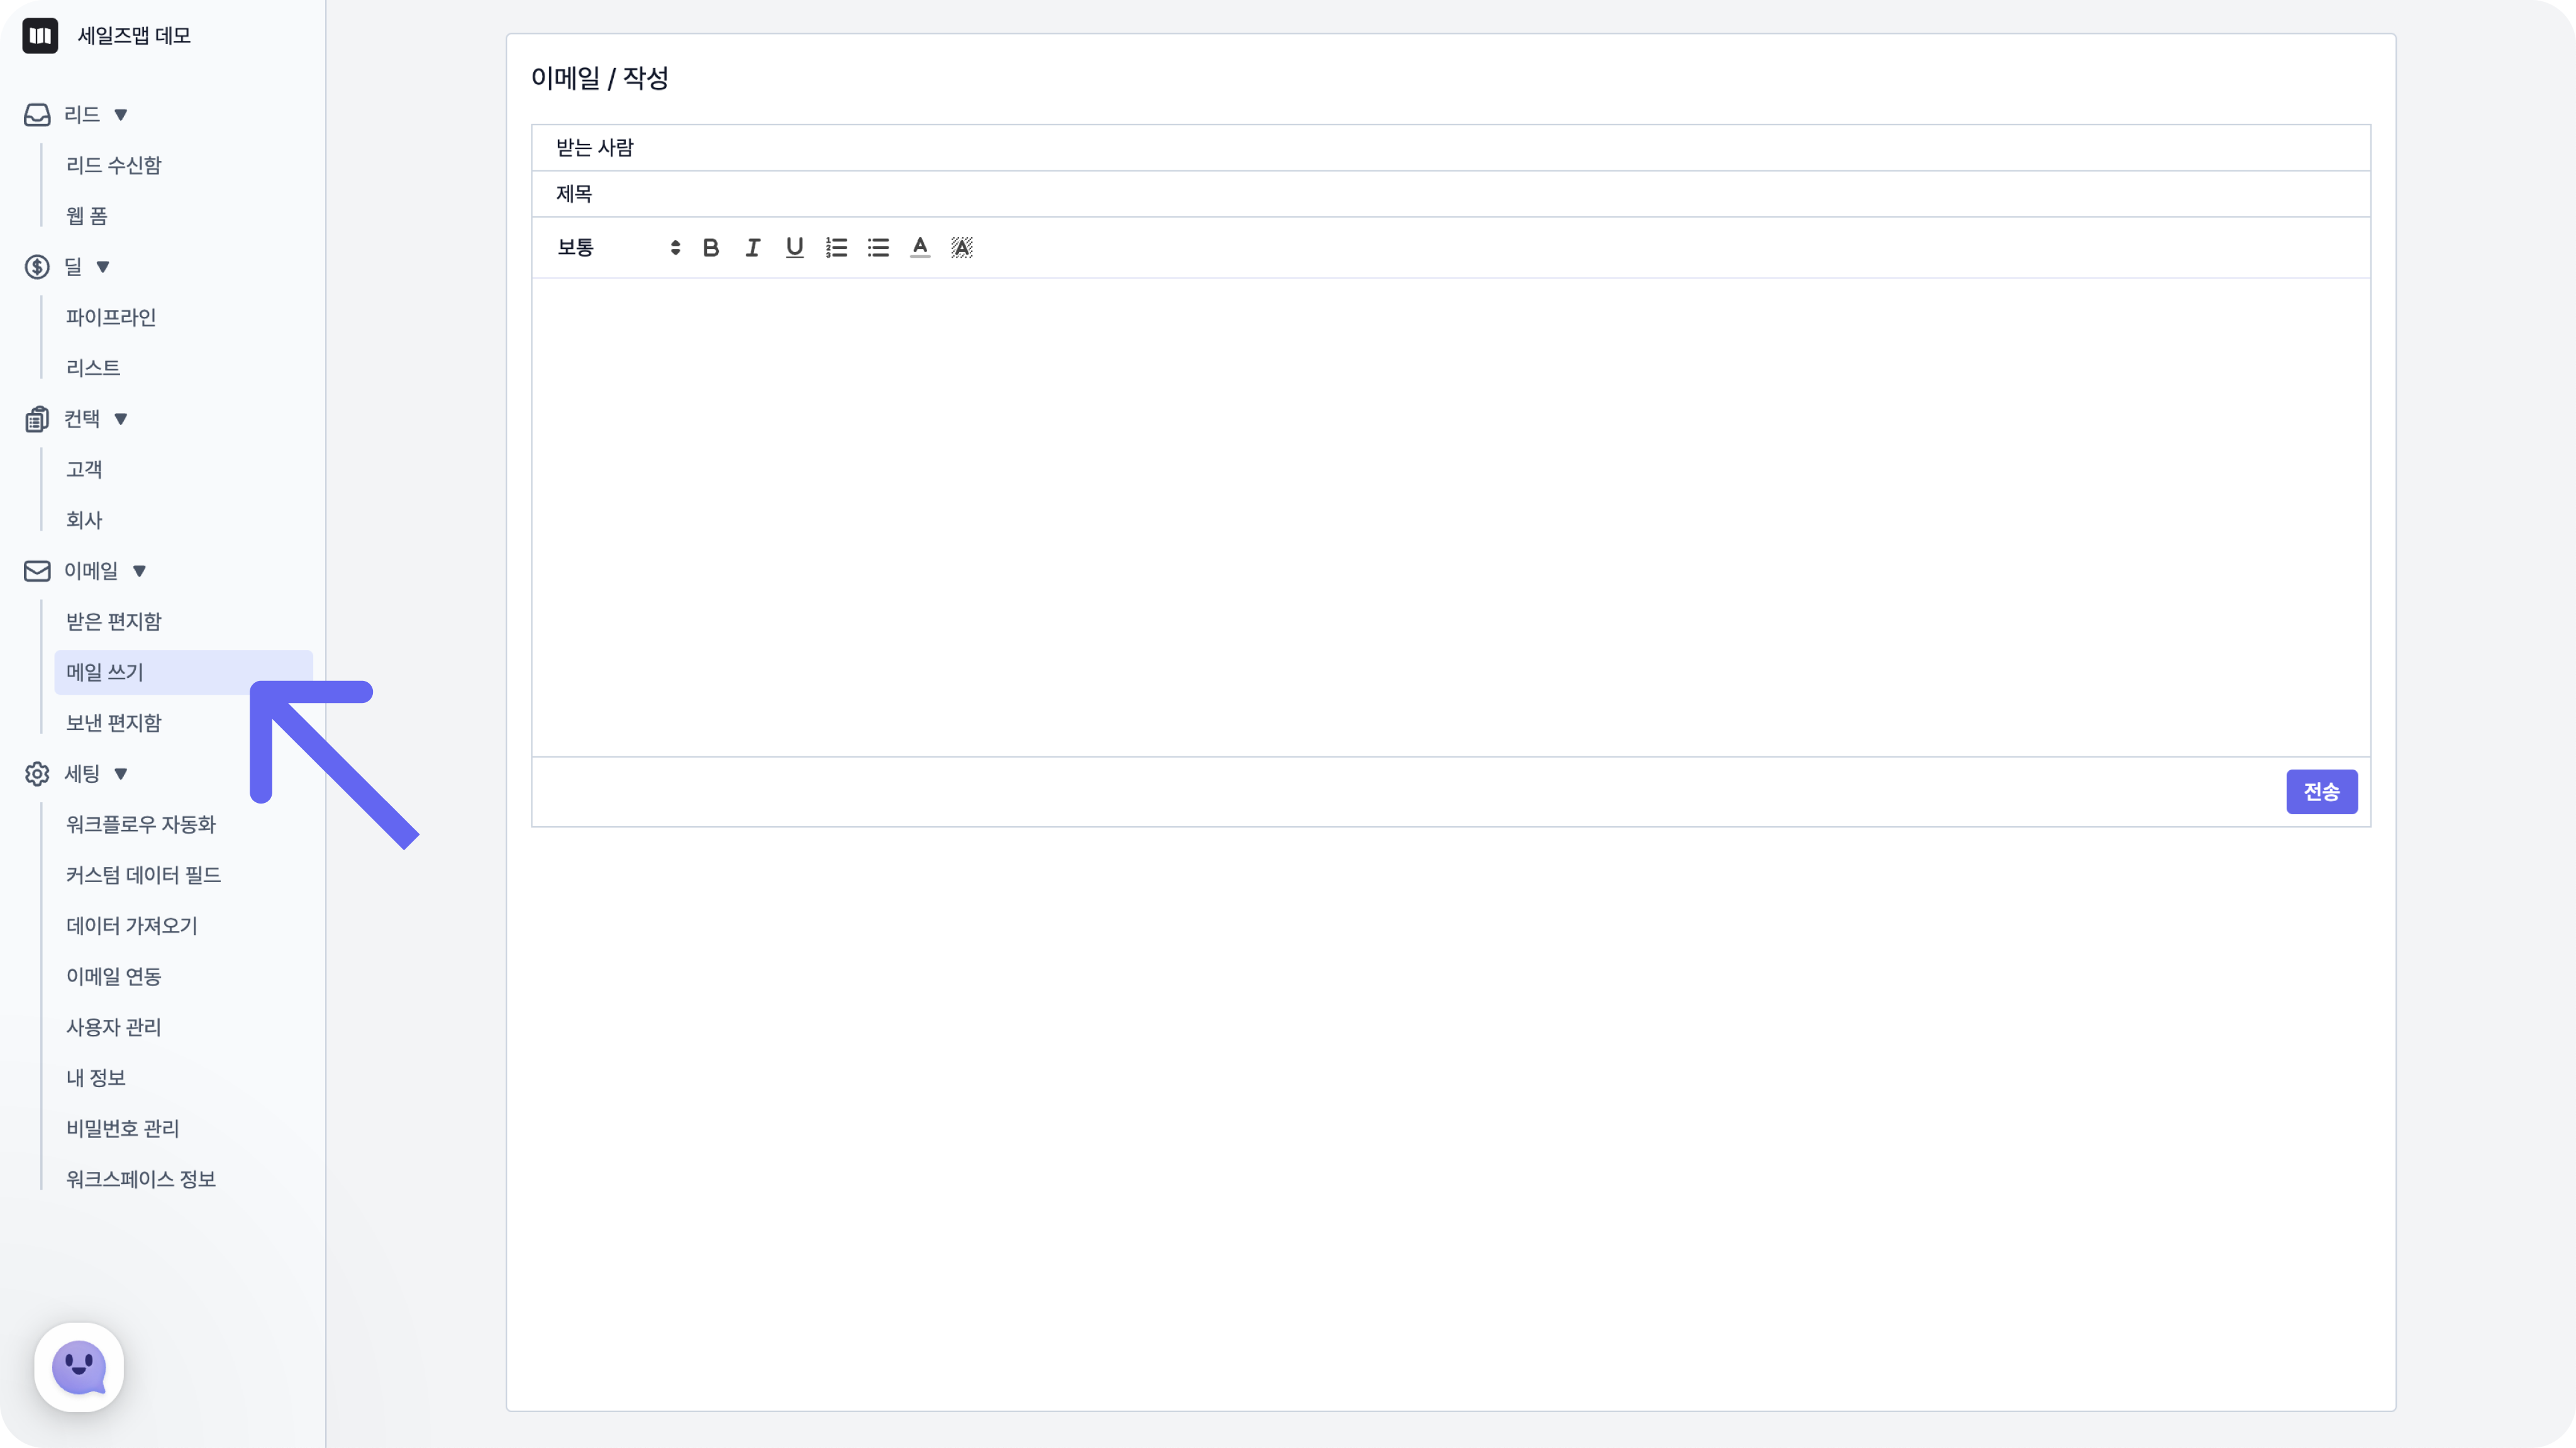 세일즈맵 데모
리드 ▼
리드 수신함
웹 폼
딜 ▼
파이프라인
리스트
컨택 ▼
고객
회사
이메일 ▼
받은 편지함
메일 쓰기
보낸 편지함
세팅 ▼
워크플로우 자동화
커스텀 데이터 필드
데이터 가져오기
이메일 연동
사용자 관리
내 정보
비밀번호 관리
워크스페이스 정보
이메일 / 작성
받는 사람
제목
보통
전송